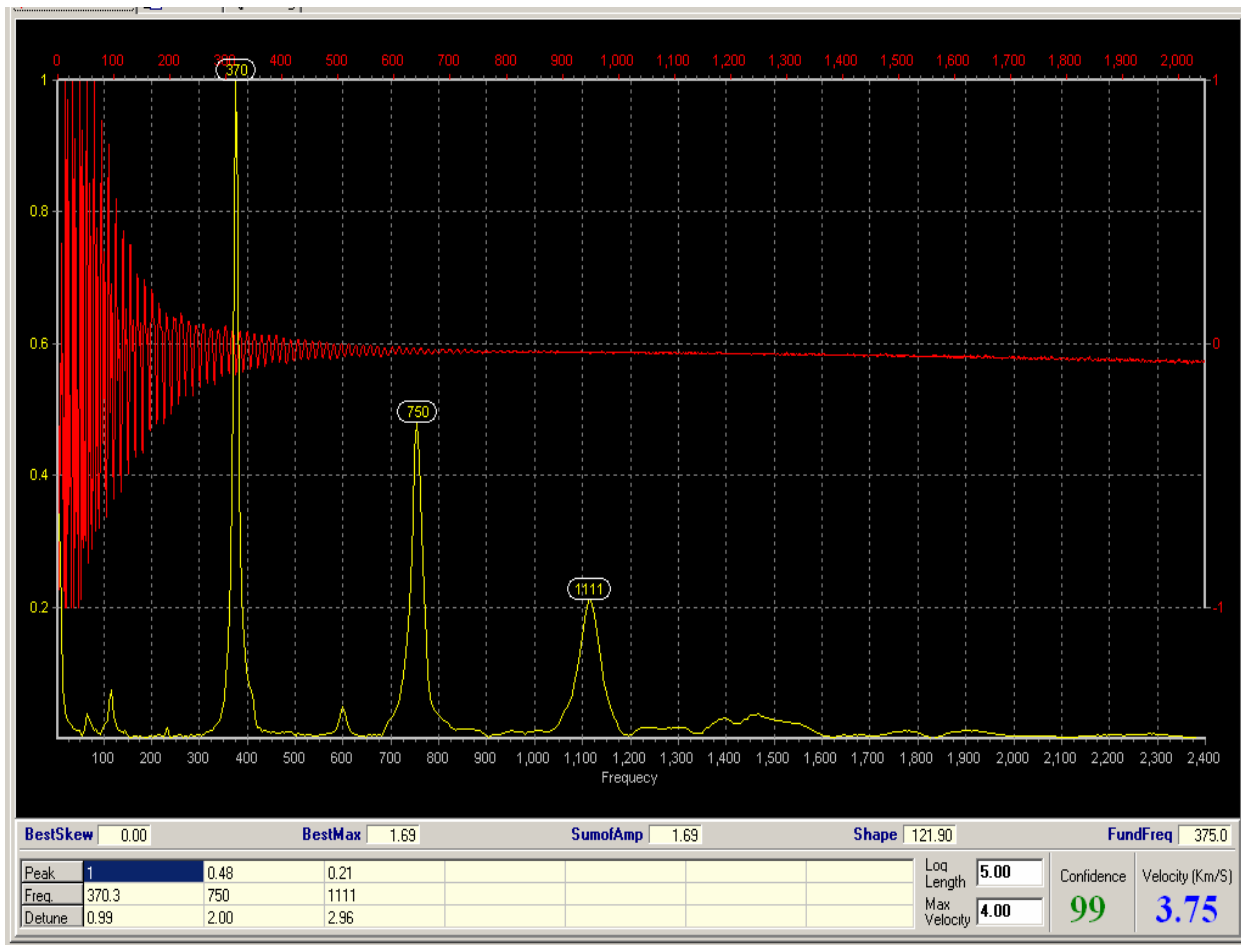 0 100 200 300 400 500 600 700 800 900 1,000 1,100 1,200 1,300 1,400 1,500 1,600 1,700 1,800 1,900 2,000
370
1 1
0.8
0.6 0
750
0.4
1111
0.2 -1
100 200 300 400 500 600 700 800 900 1,000 1,100 1,200 1,300 1,400 1,500 1,600 1,700 1,800 1,900 2,000 2,100 2,200 2,300 2,400
Frequecy
BestSkew 0.00 BestMax 1.69 SumofAmp 1.69 Shape 121.90 FundFreq 375.0
Peak 1 0.48 0.21
Freq. 370.3 750 1111
Detune 0.99 2.00 2.96
Log Length 5.00
Max Velocity 4.00
Confidence
99
Velocity (Km/S)
3.75